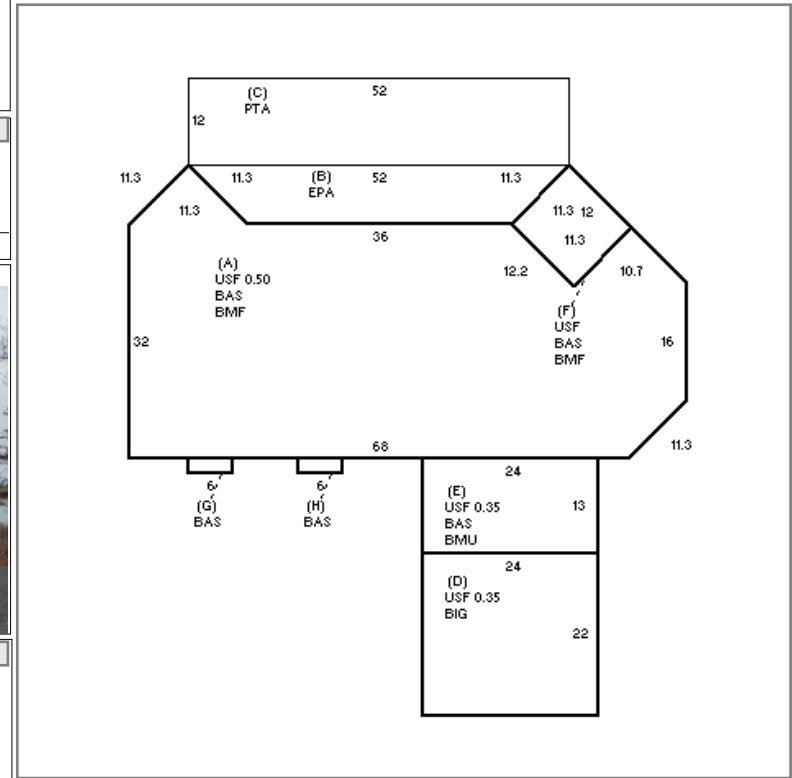 52
(C)
PTA
12
11.3
11.3
(B)
EPA
52
11.3
11.3
11.3 12
11.3
36
12.2
10.7
(A)
USF 0.50
BAS
BMF
(F)
USF
BAS
BMF
32
16
68
11.3
6
(G)
BAS
6
(H)
BAS
24
(E)
USF 0.35
BAS
BMU
13
24
(D)
USF 0.35
BIG
22